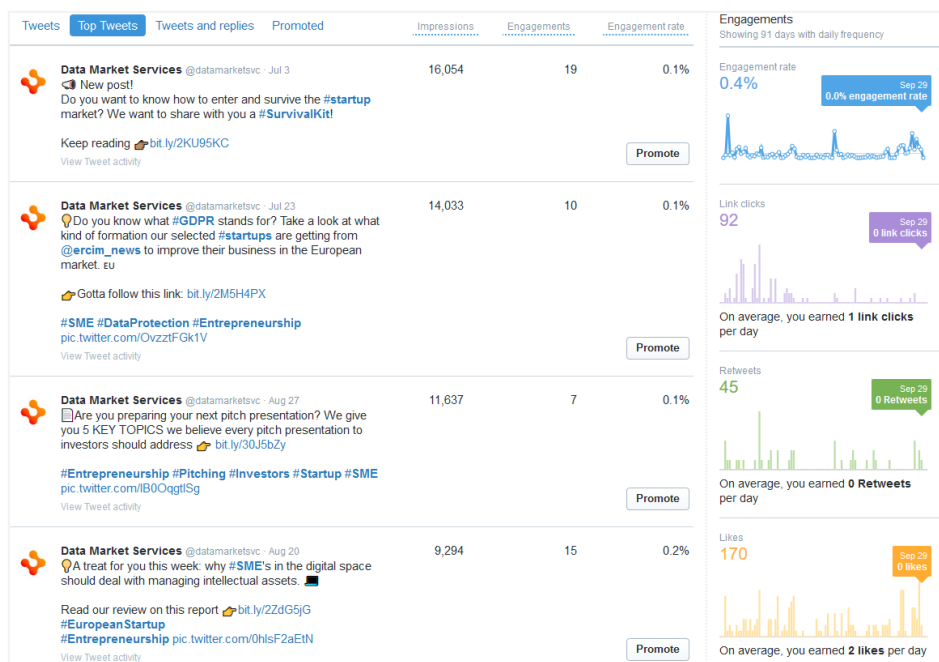 Tweets Top Tweets Tweets and replies Promoted Impressions Engagements Engagement rate
Data Market Services @datamarketsvc · Jul 3 16,054 19 0.1%
New post!
Do you want to know how to enter and survive the #startup
market? We want to share with you a #SurvivalKit!
Keep reading bit.ly/2KU95KC
View Tweet activity
Promote
Data Market Services @datamarketsvc · Jul 23 14,033 10 0.1%
Do you know what #GDPR stands for? Take a look at what
kind of formation our selected #startups are getting from
@ercim_news to improve their business in the European
market. EU
Gotta follow this link: bit.ly/2M5H4PX
#SME #DataProtection #Entrepreneurship
pic.twitter.com/OvzztFGk1V
View Tweet activity
Promote
Data Market Services @datamarketsvc · Aug 27 11,637 7 0.1%
Are you preparing your next pitch presentation? We give
you 5 KEY TOPICS we believe every pitch presentation to
investors should address bit.ly/30J5bZy
#Entrepreneurship #Pitching #Investors #Startup #SME
pic.twitter.com/IB0OqgtISg
View Tweet activity
Promote
Data Market Services @datamarketsvc · Aug 20 9,294 15 0.2%
A treat for you this week: why #SME's in the digital space
should deal with managing intellectual assets.
Read our review on this report bit.ly/2ZdG5jG
#EuropeanStartup
#Entrepreneurship pic.twitter.com/0hlsF2aEtN
View Tweet activity
Promote
Engagements
Showing 91 days with daily frequency
Engagement rate
0.4%
Sep 29
0.0% engagement rate
Link clicks
92
Sep 29
0 link clicks
On average, you earned 1 link clicks
per day
Retweets
45
Sep 29
0 Retweets
On average, you earned 0 Retweets
per day
Likes
170
Sep 29
0 likes
On average, you earned 2 likes per day